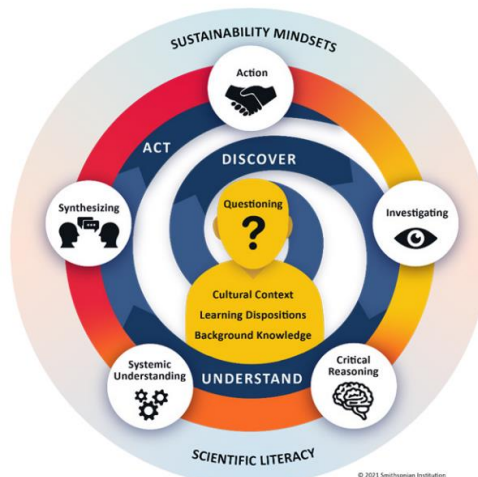 SUSTAINABILITY MINDSETS
Action
ACT
DISCOVER
Synthesizing
Questioning
?
Investigating
Cultural Context
Learning Dispositions
Background Knowledge
Systemic
Understanding
UNDERSTAND
Critical
Reasoning
SCIENTIFIC LITERACY
© 2021 Smithsonian Institution